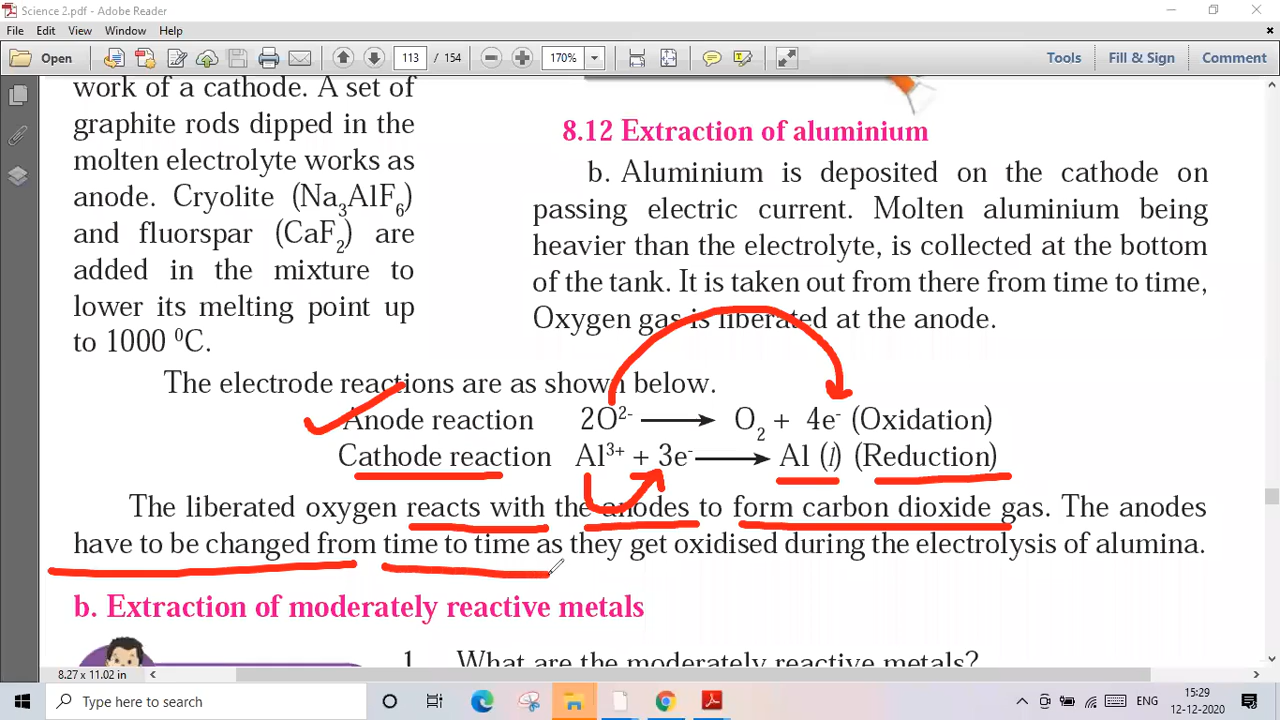 Science 2.pdf - Adobe Reader
File Edit View Window Help
Open 113 / 154 170% Tools Fill & Sign Comment
work of a cathode. A set of
graphite rods dipped in the
molten electrolyte works as
anode. Cryolite (Na3AlF6)
and fluorspar (CaF2) are
added in the mixture to
lower its melting point up
to 1000 ⁰C.
8.12 Extraction of aluminium
b. Aluminium is deposited on the cathode on
passing electric current. Molten aluminium being
heavier than the electrolyte, is collected at the bottom
of the tank. It is taken out from there from time to time,
Oxygen gas is liberated at the anode.
The electrode reactions are as shown below.
Anode reaction 2O²⁻ ⟶ O₂ + 4e⁻ (Oxidation)
Cathode reaction Al³⁺ + 3e⁻ ⟶ Al (i) (Reduction)
The liberated oxygen reacts with the anodes to form carbon dioxide gas. The anodes
have to be changed from time to time as they get oxidised during the electrolysis of alumina.
b. Extraction of moderately reactive metals
1 What are the moderately reactive metals?
8.27 x 11.02 in
Type here to search
ENG
15:29
12-12-2020